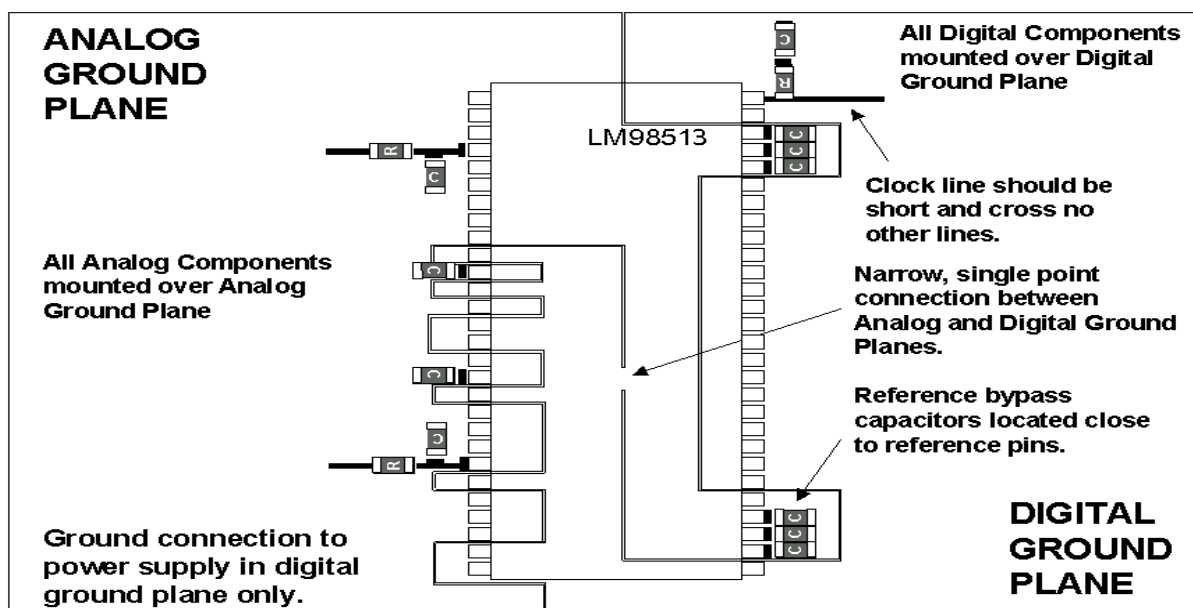 ANALOG
GROUND
PLANE
C
R
All Digital Components
mounted over Digital
Ground Plane
LM98513
C
C
C
R
C
Clock line should be
short and cross no
other lines.
All Analog Components
mounted over Analog
Ground Plane
C
Narrow, single point
connection between
Analog and Digital Ground
Planes.
C
Reference bypass
capacitors located close
to reference pins.
C
R
Ground connection to
power supply in digital
ground plane only.
C
C
C
DIGITAL
GROUND
PLANE